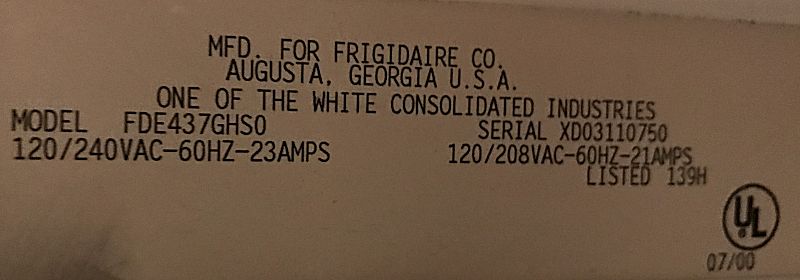 MFD. FOR FRIGIDAIRE CO.
AUGUSTA, GEORGIA U.S.A.
ONE OF THE WHITE CONSOLIDATED INDUSTRIES
MODEL FDE437GHS0 SERIAL XD03110750
120/240VAC-60HZ-23AMPS 120/208VAC-60HZ-21AMPS
LISTED 139H
UL
07/00